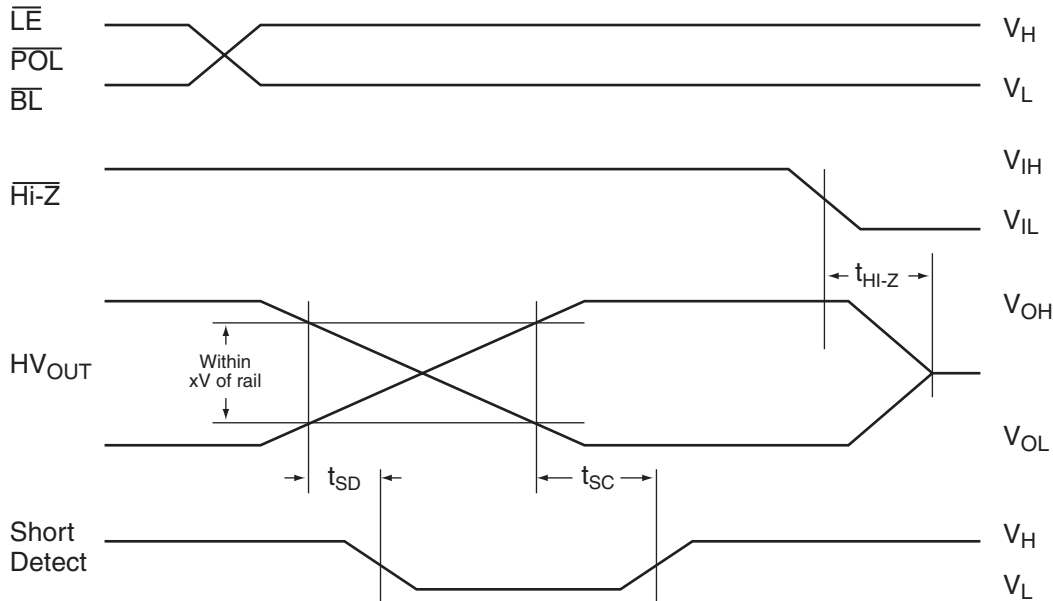 LE
V_H
POL
BL
V_L
V_IH
Hi-Z
V_IL
t_HI-Z
V_OH
HV_OUT
Within
xV of rail
V_OL
t_SD
t_SC
Short
Detect
V_H
V_L